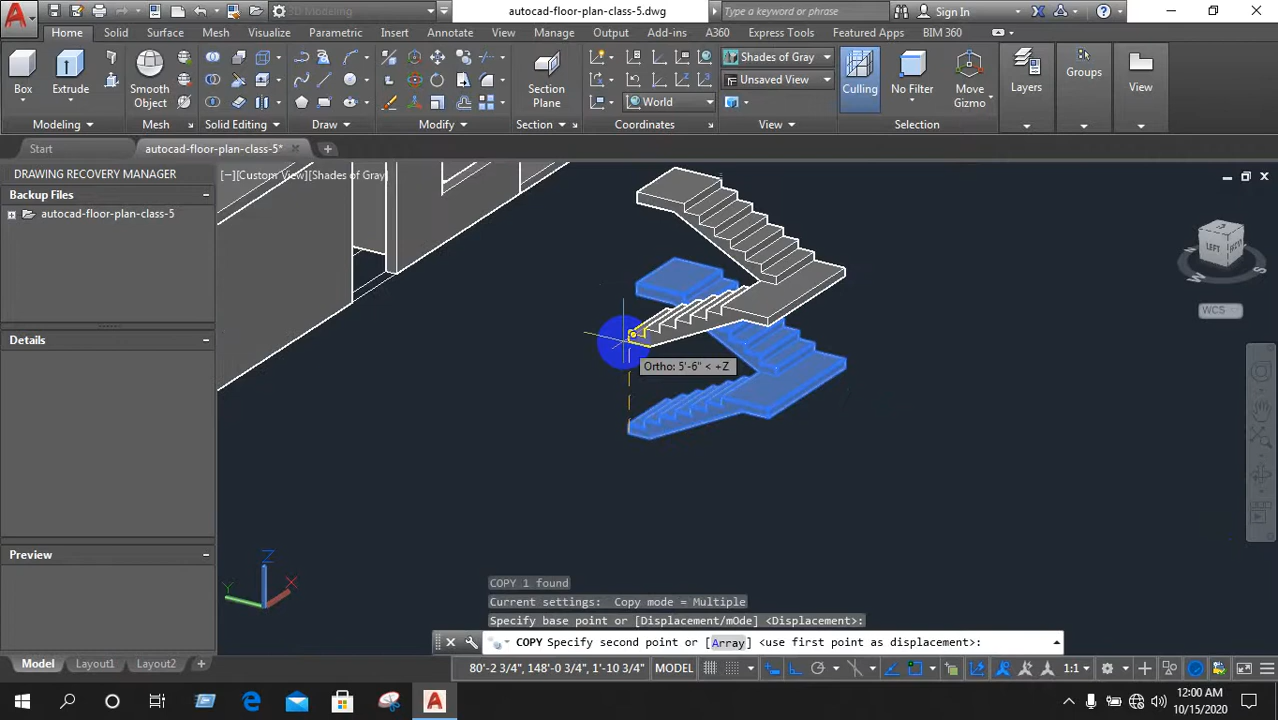 A 3D Modeling autocad-floor-plan-class-5.dwg Type a keyword or phrase Sign In
Home Solid Surface Mesh Visualize Parametric Insert Annotate View Manage Output Add-ins A360 Express Tools Featured Apps BIM 360
Box Extrude Smooth Object Section Plane World Shades of Gray Unsaved View Culling No Filter Move Gizmo Layers Groups View
Modeling Mesh Solid Editing Draw Modify Section Coordinates View Selection
Start autocad-floor-plan-class-5*
DRAWING RECOVERY MANAGER
Backup Files
autocad-floor-plan-class-5
Details
Preview
[−][Custom View][Shades of Gray]
LEFT
N W S
WCS
Ortho: 5'-6" < +Z
Z
Y X
COPY 1 found
Current settings: Copy mode = Multiple
Specify base point or [Displacement/mOde] <Displacement>:
COPY Specify second point or [Array] <use first point as displacement>:
Model Layout1 Layout2 80'-2 3/4", 148'-0 3/4", 1'-10 3/4" MODEL 1:1
12:00 AM
10/15/2020